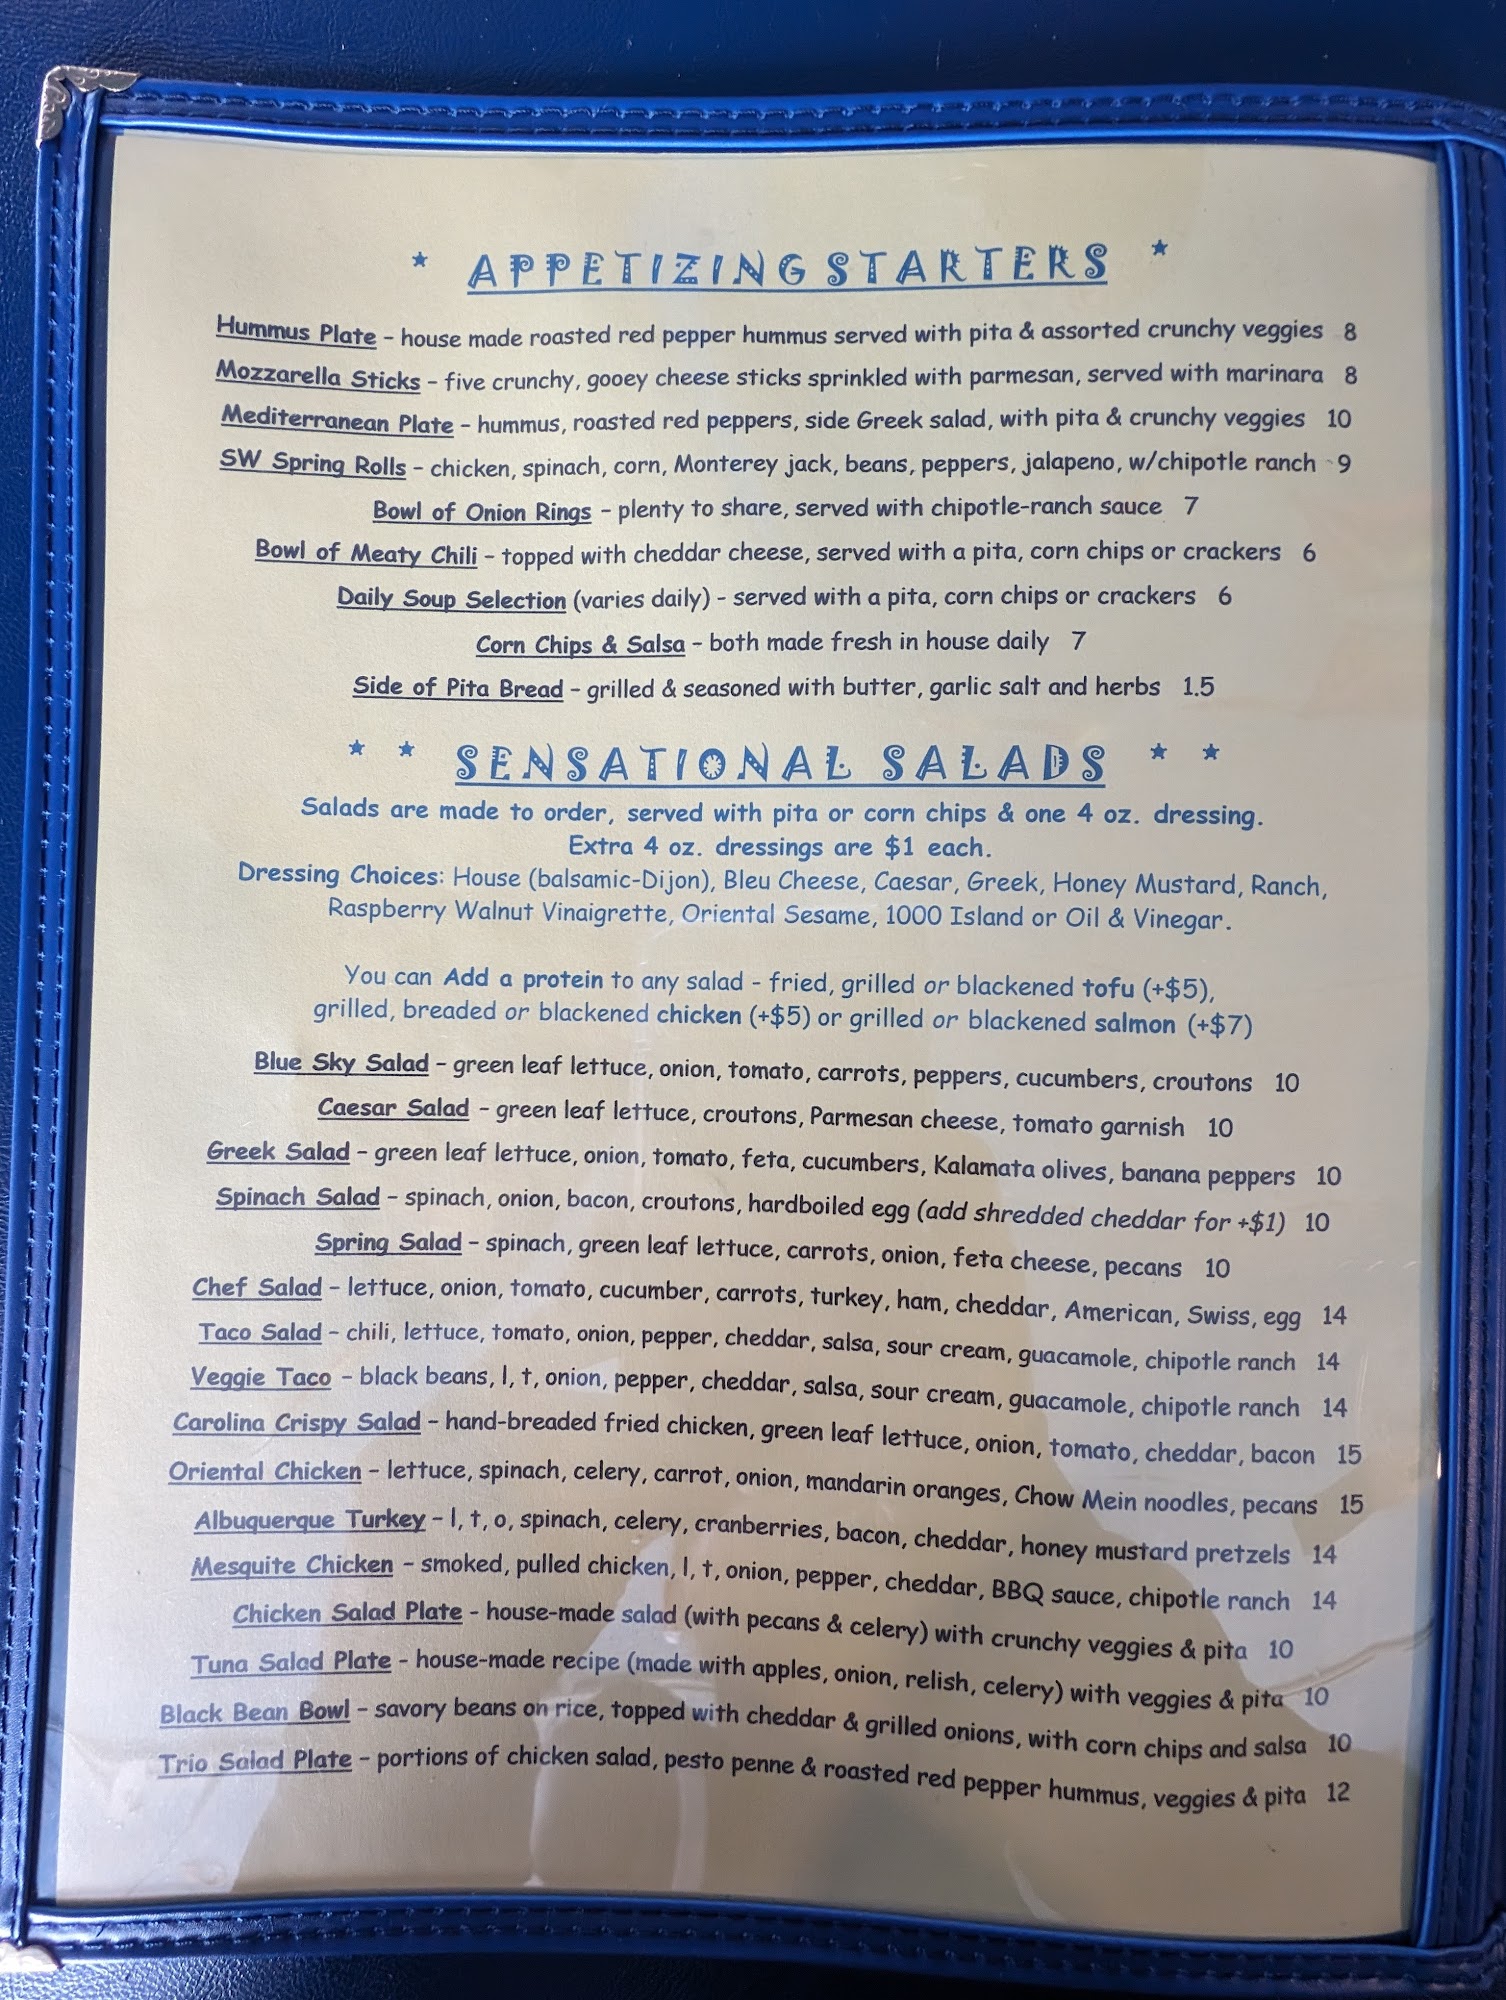 * APPETIZING STARTERS *
Hummus Plate – house made roasted red pepper hummus served with pita & assorted crunchy veggies 8
Mozzarella Sticks – five crunchy, gooey cheese sticks sprinkled with parmesan, served with marinara 8
Mediterranean Plate – hummus, roasted red peppers, side Greek salad, with pita & crunchy veggies 10
SW Spring Rolls – chicken, spinach, corn, Monterey jack, beans, peppers, jalapeno, w/chipotle ranch 9
Bowl of Onion Rings – plenty to share, served with chipotle-ranch sauce 7
Bowl of Meaty Chili – topped with cheddar cheese, served with a pita, corn chips or crackers 6
Daily Soup Selection (varies daily) - served with a pita, corn chips or crackers 6
Corn Chips & Salsa – both made fresh in house daily 7
Side of Pita Bread – grilled & seasoned with butter, garlic salt and herbs 1.5
* * SENSATIONAL SALADS * *
Salads are made to order, served with pita or corn chips & one 4 oz. dressing.
Extra 4 oz. dressings are $1 each.
Dressing Choices: House (balsamic-Dijon), Bleu Cheese, Caesar, Greek, Honey Mustard, Ranch,
Raspberry Walnut Vinaigrette, Oriental Sesame, 1000 Island or Oil & Vinegar.
You can Add a protein to any salad - fried, grilled or blackened tofu (+$5),
grilled, breaded or blackened chicken (+$5) or grilled or blackened salmon (+$7)
Blue Sky Salad – green leaf lettuce, onion, tomato, carrots, peppers, cucumbers, croutons 10
Caesar Salad – green leaf lettuce, croutons, Parmesan cheese, tomato garnish 10
Greek Salad – green leaf lettuce, onion, tomato, feta, cucumbers, Kalamata olives, banana peppers 10
Spinach Salad – spinach, onion, bacon, croutons, hardboiled egg (add shredded cheddar for +$1) 10
Spring Salad – spinach, green leaf lettuce, carrots, onion, feta cheese, pecans 10
Chef Salad – lettuce, onion, tomato, cucumber, carrots, turkey, ham, cheddar, American, Swiss, egg 14
Taco Salad – chili, lettuce, tomato, onion, pepper, cheddar, salsa, sour cream, guacamole, chipotle ranch 14
Veggie Taco – black beans, l, t, onion, pepper, cheddar, salsa, sour cream, guacamole, chipotle ranch 14
Carolina Crispy Salad – hand-breaded fried chicken, green leaf lettuce, onion, tomato, cheddar, bacon 15
Oriental Chicken – lettuce, spinach, celery, carrot, onion, mandarin oranges, Chow Mein noodles, pecans 15
Albuquerque Turkey – l, t, o, spinach, celery, cranberries, bacon, cheddar, honey mustard pretzels 14
Mesquite Chicken – smoked, pulled chicken, l, t, onion, pepper, cheddar, BBQ sauce, chipotle ranch 14
Chicken Salad Plate - house-made salad (with pecans & celery) with crunchy veggies & pita 10
Tuna Salad Plate - house-made recipe (made with apples, onion, relish, celery) with veggies & pita 10
Black Bean Bowl – savory beans on rice, topped with cheddar & grilled onions, with corn chips and salsa 10
Trio Salad Plate – portions of chicken salad, pesto penne & roasted red pepper hummus, veggies & pita 12